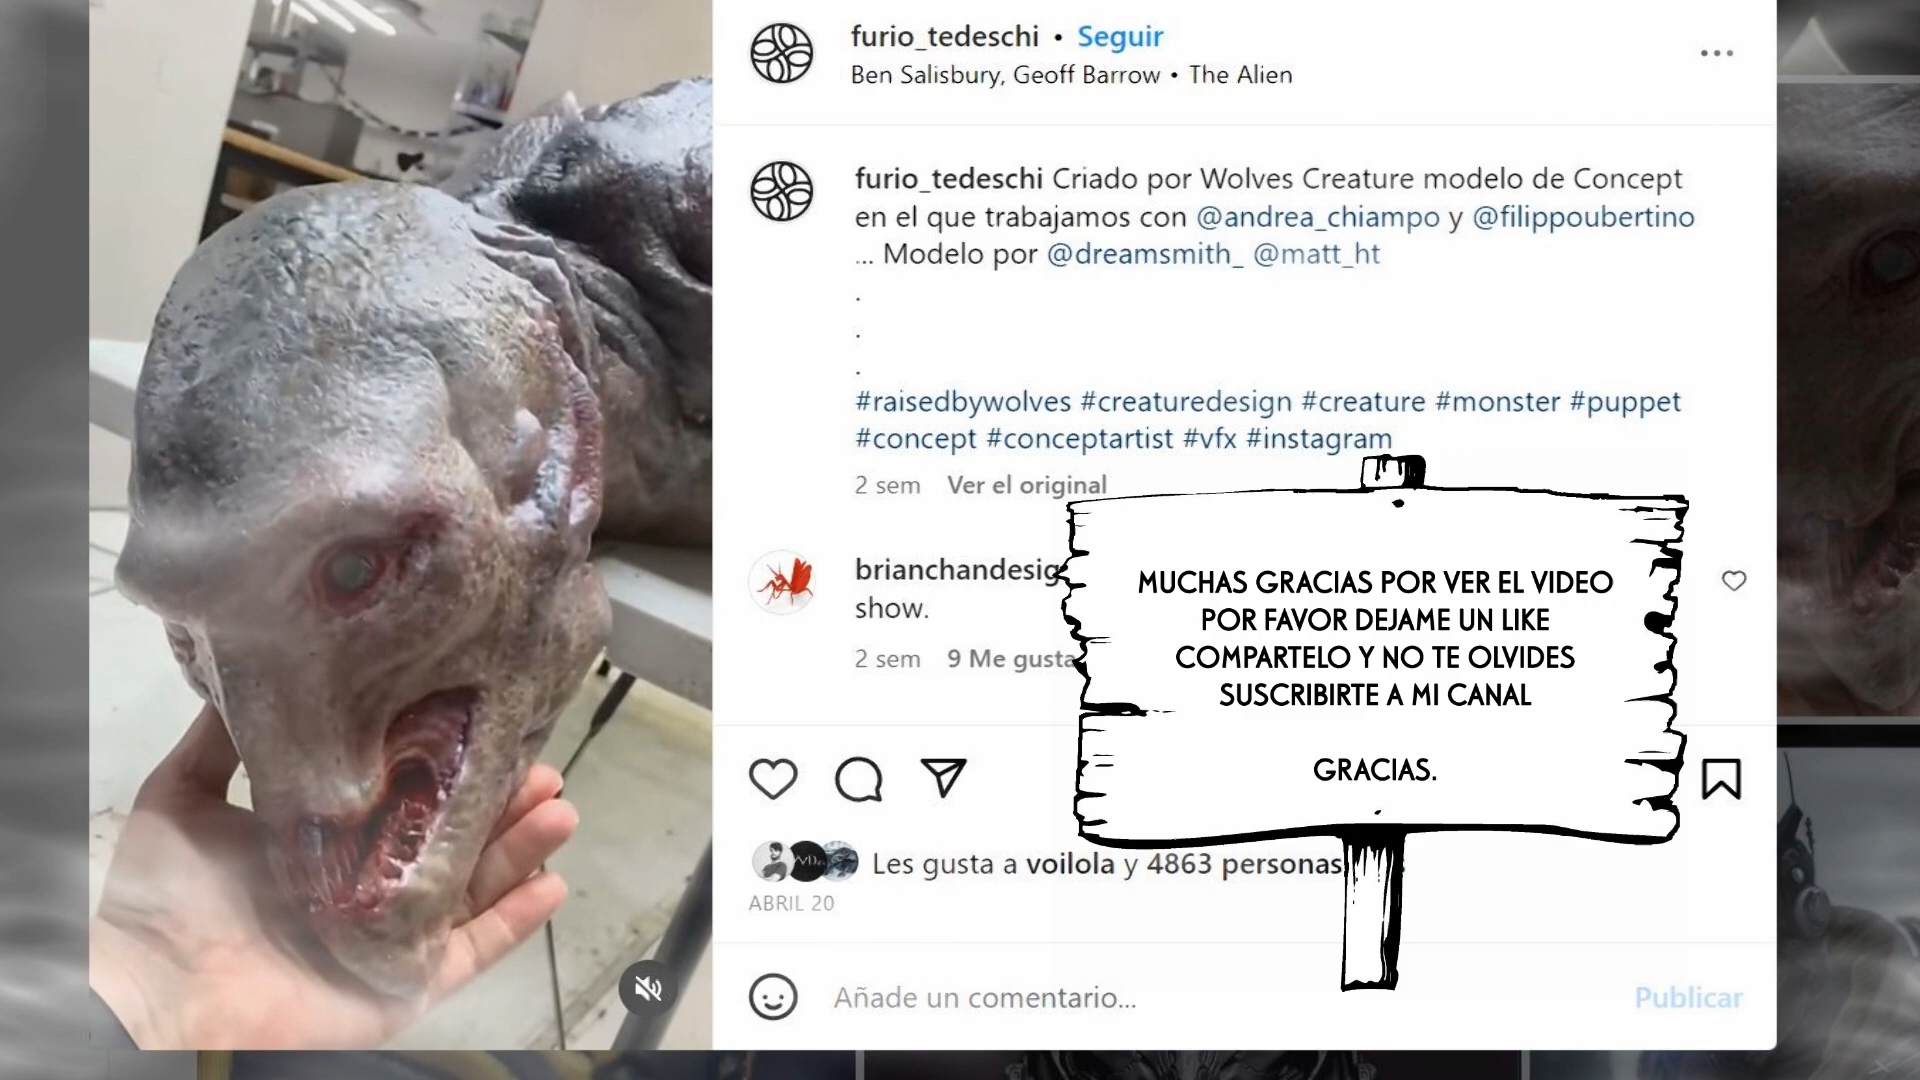 furio_tedeschi • Seguir
Ben Salisbury, Geoff Barrow • The Alien
furio_tedeschi Criado por Wolves Creature modelo de Concept
en el que trabajamos con @andrea_chiampo y @filippoubertino
... Modelo por @dreamsmith_ @matt_ht
.
.
.
#raisedbywolves #creaturedesign #creature #monster #puppet
#concept #conceptartist #vfx #instagram
2 sem Ver el original
brianchandesig
show.
2 sem 9 Me gusta
MUCHAS GRACIAS POR VER EL VIDEO
POR FAVOR DEJAME UN LIKE
COMPARTELO Y NO TE OLVIDES
SUSCRIBIRTE A MI CANAL
GRACIAS.
Les gusta a voilola y 4863 personas
ABRIL 20
Añade un comentario...
Publicar